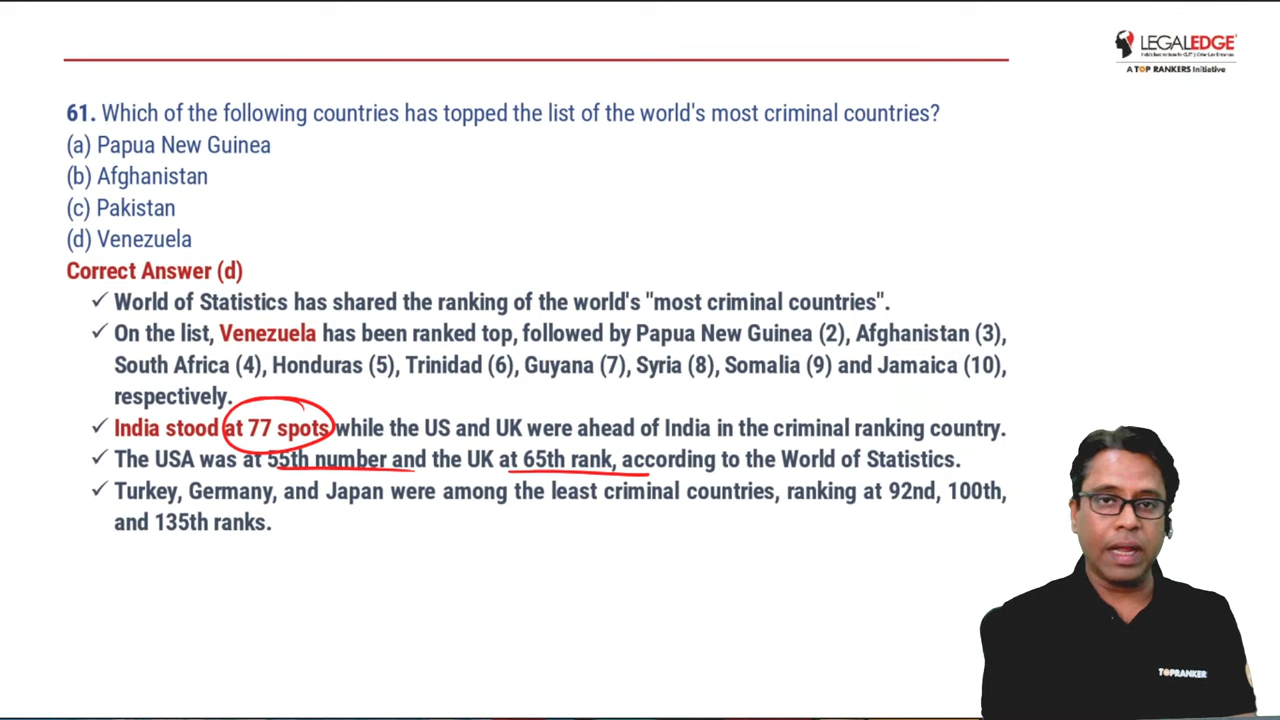 LEGALEDGE
A TOP RANKERS Initiative
61. Which of the following countries has topped the list of the world's most criminal countries?
(a) Papua New Guinea
(b) Afghanistan
(c) Pakistan
(d) Venezuela
Correct Answer (d)
✓ World of Statistics has shared the ranking of the world's "most criminal countries".
✓ On the list, Venezuela has been ranked top, followed by Papua New Guinea (2), Afghanistan (3),
South Africa (4), Honduras (5), Trinidad (6), Guyana (7), Syria (8), Somalia (9) and Jamaica (10),
respectively.
✓ India stood at 77 spots while the US and UK were ahead of India in the criminal ranking country.
✓ The USA was at 55th number and the UK at 65th rank, according to the World of Statistics.
✓ Turkey, Germany, and Japan were among the least criminal countries, ranking at 92nd, 100th,
and 135th ranks.
TOPRANKER